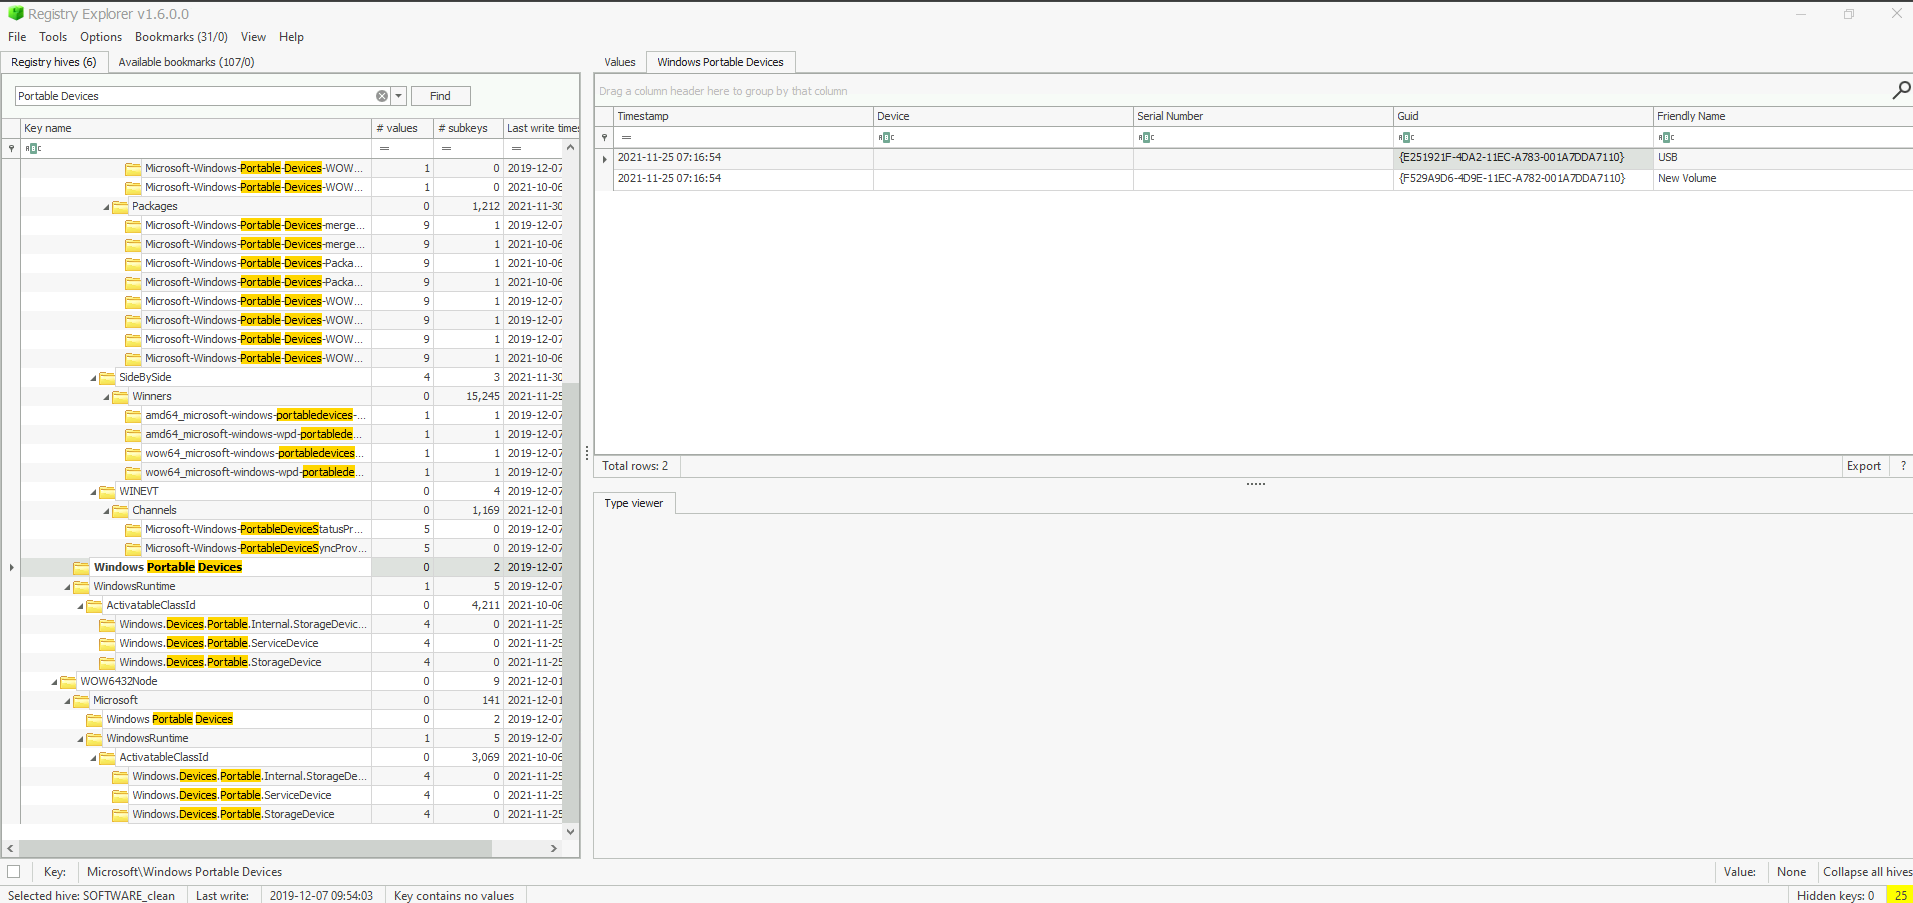 Registry Explorer v1.6.0.0
File Tools Options Bookmarks (31/0) View Help
Registry hives (6) Available bookmarks (107/0)
Portable Devices Find
Key name # values # subkeys Last write times
= = =
Microsoft-Windows-Portable-Devices-WOW... 1 0 2019-12-07
Microsoft-Windows-Portable-Devices-WOW... 1 0 2021-10-06
Packages 0 1,212 2021-11-30
Microsoft-Windows-Portable-Devices-merge... 9 1 2019-12-07
Microsoft-Windows-Portable-Devices-merge... 9 1 2021-10-06
Microsoft-Windows-Portable-Devices-Packa... 9 1 2021-10-06
Microsoft-Windows-Portable-Devices-Packa... 9 1 2021-10-06
Microsoft-Windows-Portable-Devices-WOW... 9 1 2019-12-07
Microsoft-Windows-Portable-Devices-WOW... 9 1 2019-12-07
Microsoft-Windows-Portable-Devices-WOW... 9 1 2019-12-07
Microsoft-Windows-Portable-Devices-WOW... 9 1 2021-10-06
SideBySide 4 3 2021-11-30
Winners 0 15,245 2021-11-25
amd64_microsoft-windows-portabledevices-... 1 1 2019-12-07
amd64_microsoft-windows-wpd-portablede... 1 1 2019-12-07
wow64_microsoft-windows-portabledevices... 1 1 2019-12-07
wow64_microsoft-windows-wpd-portablede... 1 1 2019-12-07
WINEVT 0 4 2019-12-07
Channels 0 1,169 2021-12-01
Microsoft-Windows-PortableDeviceStatusPr... 5 0 2019-12-07
Microsoft-Windows-PortableDeviceSyncProv... 5 0 2019-12-07
Windows Portable Devices 0 2 2019-12-07
WindowsRuntime 1 5 2019-12-07
ActivatableClassId 0 4,211 2021-10-06
Windows.Devices.Portable.Internal.StorageDevic... 4 0 2021-11-25
Windows.Devices.Portable.ServiceDevice 4 0 2021-11-25
Windows.Devices.Portable.StorageDevice 4 0 2021-11-25
WOW6432Node 0 9 2021-12-01
Microsoft 0 141 2021-12-01
Windows Portable Devices 0 2 2019-12-07
WindowsRuntime 1 5 2019-12-07
ActivatableClassId 0 3,069 2021-10-06
Windows.Devices.Portable.Internal.StorageDe... 4 0 2021-11-25
Windows.Devices.Portable.ServiceDevice 4 0 2021-11-25
Windows.Devices.Portable.StorageDevice 4 0 2021-11-25
Values Windows Portable Devices
Drag a column header here to group by that column
Timestamp Device Serial Number Guid Friendly Name
=
2021-11-25 07:16:54 {E251921F-4DA2-11EC-A783-001A7DDA7110} USB
2021-11-25 07:16:54 {F529A9D6-4D9E-11EC-A782-001A7DDA7110} New Volume
Total rows: 2 Export ?
Type viewer
Key: Microsoft\Windows Portable Devices Value: None Collapse all hives
Selected hive: SOFTWARE_clean Last write: 2019-12-07 09:54:03 Key contains no values Hidden keys: 0 25